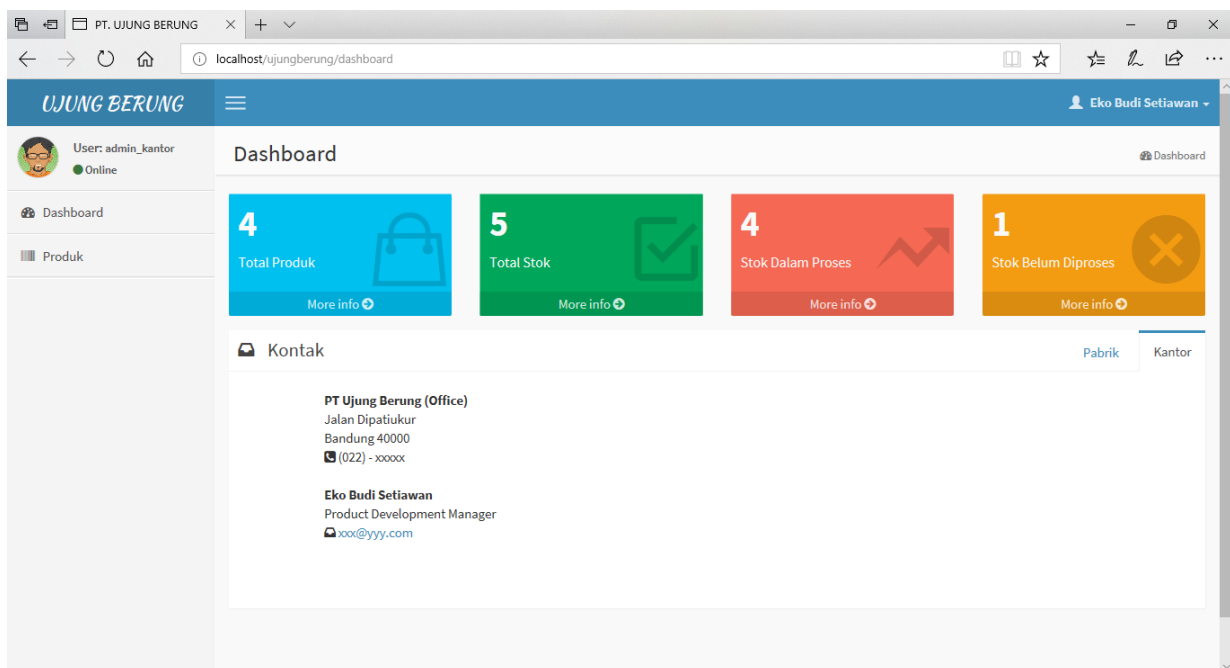 PT. UJUNG BERUNG
localhost/ujungberung/dashboard
UJUNG BERUNG
Eko Budi Setiawan
User: admin_kantor
Online
Dashboard
Dashboard
Dashboard
Produk
4
Total Produk
More info
5
Total Stok
More info
4
Stok Dalam Proses
More info
1
Stok Belum Diproses
More info
Kontak
Pabrik
Kantor
PT Ujung Berung (Office)
Jalan Dipatiukur
Bandung 40000
(022) - xxxxx
Eko Budi Setiawan
Product Development Manager
xxx@yyy.com